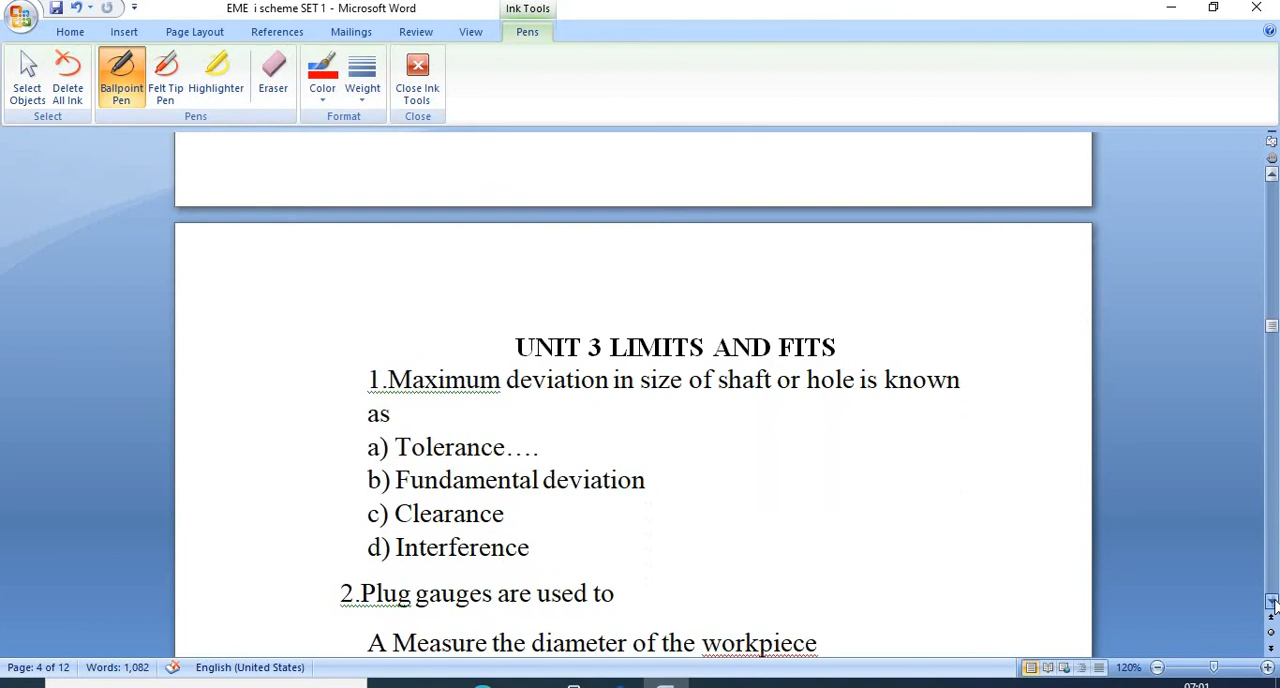 EME i scheme SET 1 - Microsoft Word
Ink Tools
Home Insert Page Layout References Mailings Review View Pens
Select Objects
Delete All Ink
Ballpoint Pen
Felt Tip Pen
Highlighter
Eraser
Color
Weight
Close Ink Tools
Select
Pens
Format
Close
UNIT 3 LIMITS AND FITS
1.Maximum deviation in size of shaft or hole is known
as
a) Tolerance….
b) Fundamental deviation
c) Clearance
d) Interference
2.Plug gauges are used to
A Measure the diameter of the workpiece
Page: 4 of 12 Words: 1,082 English (United States) 120%
07:01